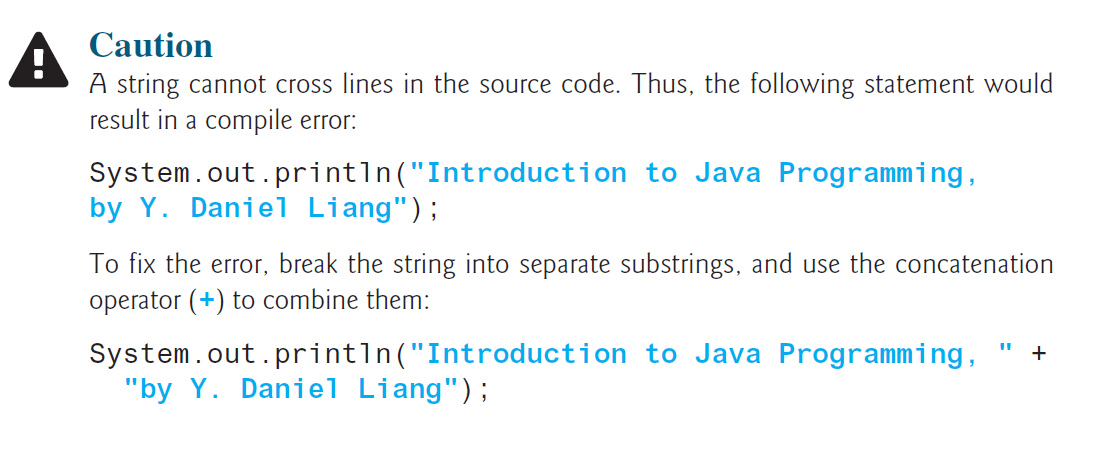 Caution
A string cannot cross lines in the source code. Thus, the following statement would
result in a compile error:
System.out.println("Introduction to Java Programming,
by Y. Daniel Liang");
To fix the error, break the string into separate substrings, and use the concatenation
operator (+) to combine them:
System.out.println("Introduction to Java Programming, " +
"by Y. Daniel Liang");